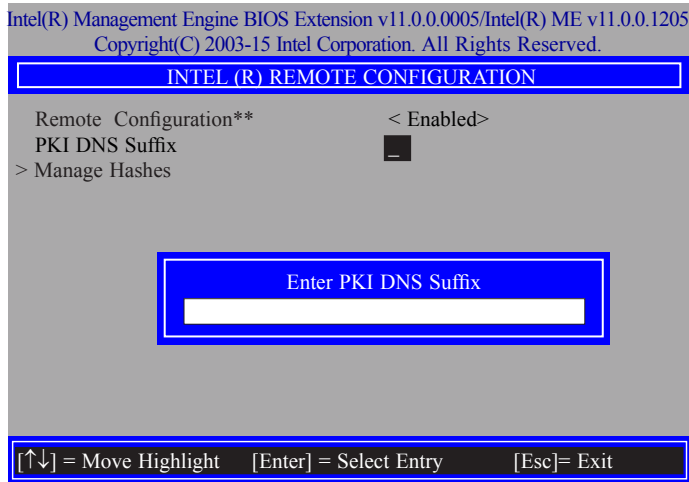 Intel(R) Management Engine BIOS Extension v11.0.0.0005/Intel(R) ME v11.0.0.1205
Copyright(C) 2003-15 Intel Corporation. All Rights Reserved.
INTEL (R) REMOTE CONFIGURATION
Remote Configuration** < Enabled>
PKI DNS Suffix _
> Manage Hashes
Enter PKI DNS Suffix
[↑↓] = Move Highlight [Enter] = Select Entry [Esc]= Exit